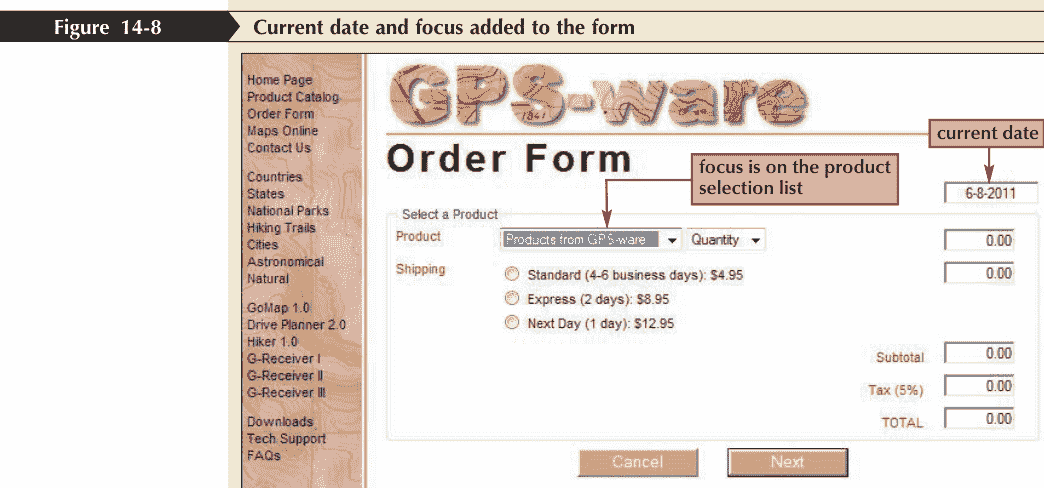 Figure 14-8
Current date and focus added to the form
Home Page
Product Catalog
Order Form
Maps Online
Contact Us
Countries
States
National Parks
Hiking Trails
Cities
Astronomical
Natural
GoMap 1.0
Drive Planner 2.0
Hiker 1.0
G-Receiver I
G-Receiver II
G-Receiver III
Downloads
Tech Support
FAQs
GPS-ware
Order Form
current date
focus is on the product
selection list
6-8-2011
Select a Product
Product Products from GPS-ware Quantity 0.00
Shipping Standard (4-6 business days): $4.95 0.00
Express (2 days): $8.95
Next Day (1 day): $12.95
Subtotal 0.00
Tax (5%) 0.00
TOTAL 0.00
Cancel Next